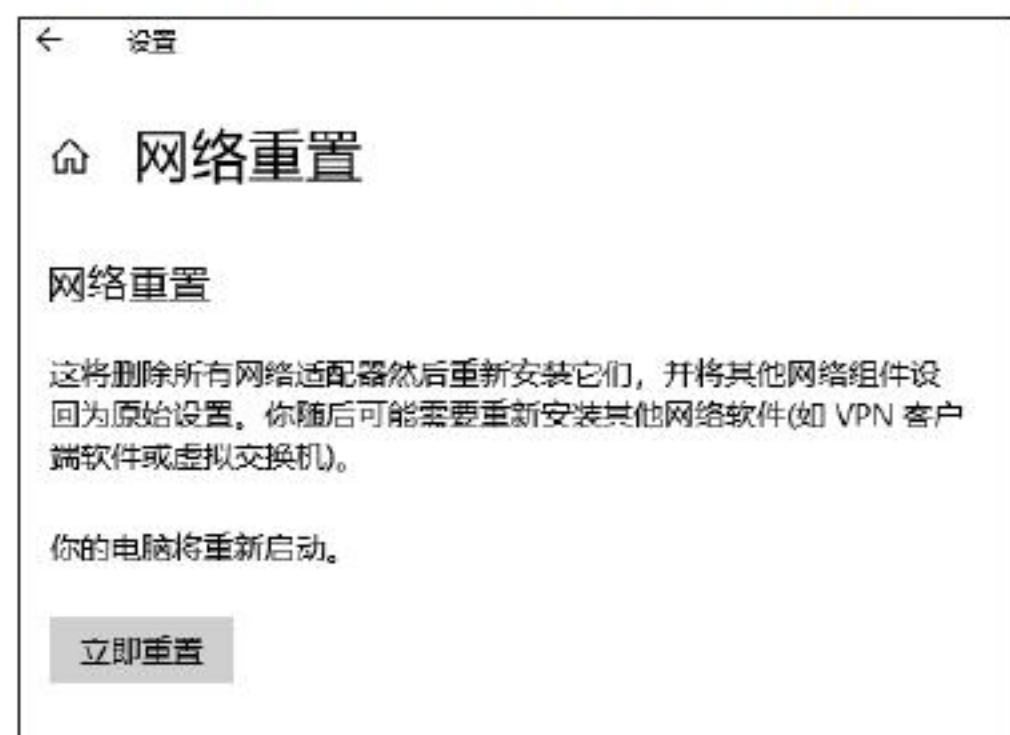 设置
网络重置
网络重置
这将删除所有网络适配器然后重新安装它们，并将其他网络组件设
回为原始设置。你随后可能需要重新安装其他网络软件(如 VPN 客户
端软件或虚拟交换机)。
你的电脑将重新启动。
立即重置